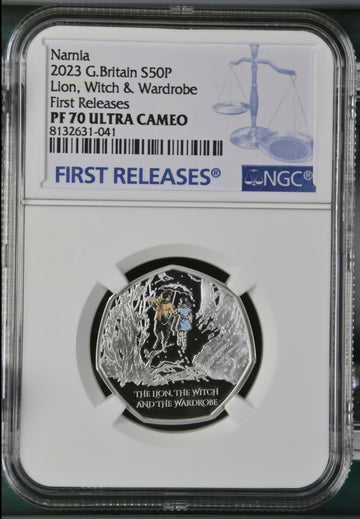 Narnia
2023 G.Britain S50P
Lion, Witch & Wardrobe
First Releases
PF 70 ULTRA CAMEO
8132631-041
FIRST RELEASES®
NGC®
THE LION, THE WITCH
AND THE WARDROBE